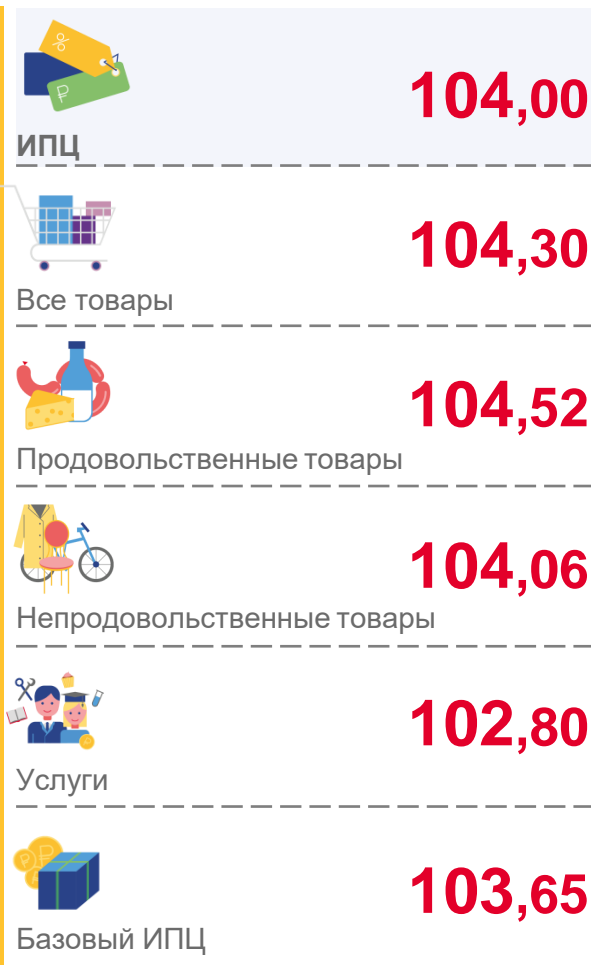 104,00
ИПЦ
104,30
Все товары
104,52
Продовольственные товары
104,06
Непродовольственные товары
102,80
Услуги
103,65
Базовый ИПЦ